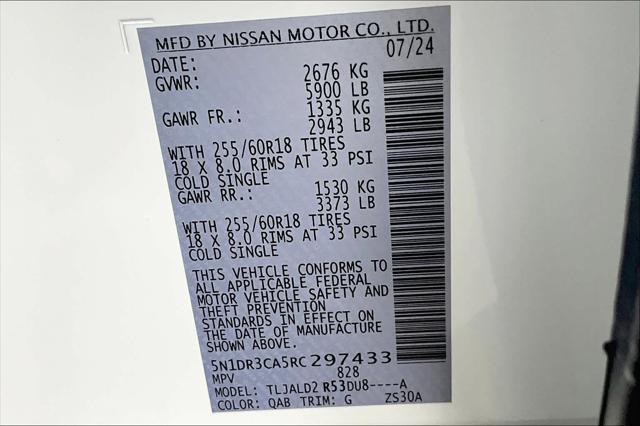 MFD BY NISSAN MOTOR CO., LTD.
DATE: 07/24
GVWR: 2676 KG
5900 LB
GAWR FR.: 1335 KG
2943 LB
WITH 255/60R18 TIRES
18 X 8.0 RIMS AT 33 PSI
COLD SINGLE
GAWR RR.: 1530 KG
3373 LB
WITH 255/60R18 TIRES
18 X 8.0 RIMS AT 33 PSI
COLD SINGLE
THIS VEHICLE CONFORMS TO
ALL APPLICABLE FEDERAL
MOTOR VEHICLE SAFETY AND
THEFT PREVENTION
STANDARDS IN EFFECT ON
THE DATE OF MANUFACTURE
SHOWN ABOVE.
5N1DR3CA5RC297433
MPV 828
MODEL: TLJALD2 R53DU8----A
COLOR: QAB TRIM: G ZS30A